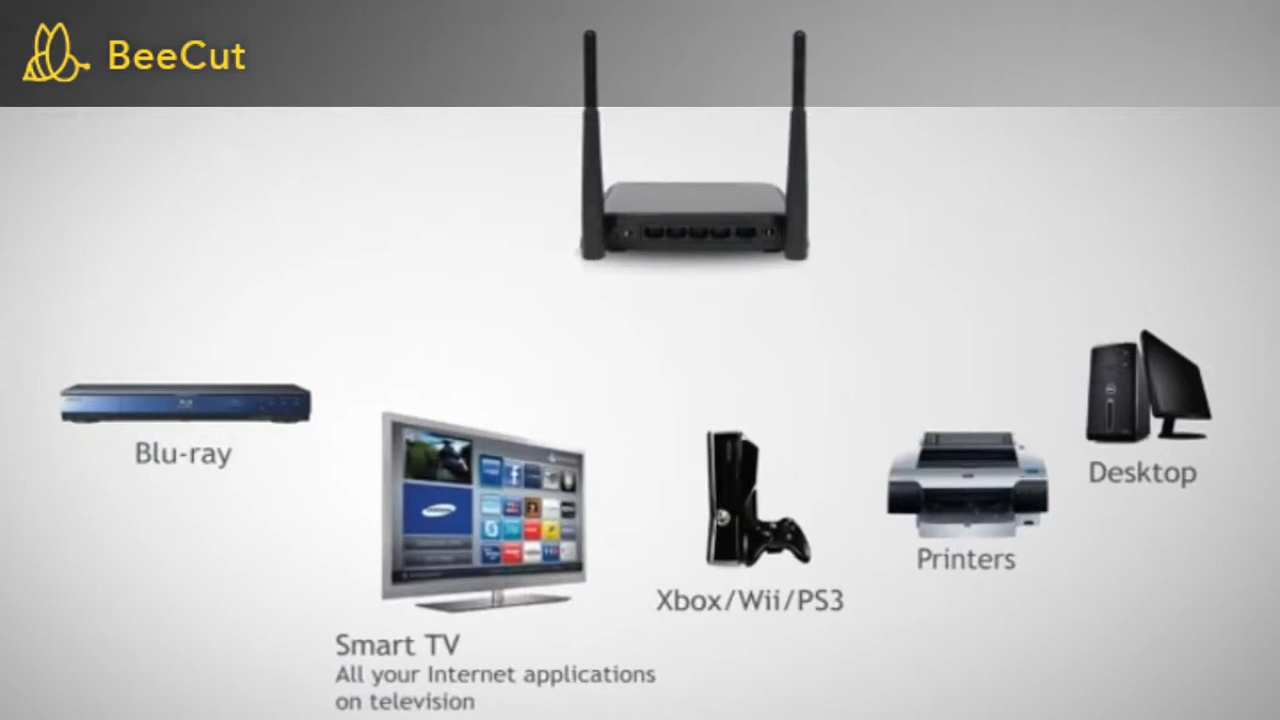 BeeCut
Blu-ray
Desktop
Printers
Xbox/Wii/PS3
Smart TV
All your Internet applications
on television